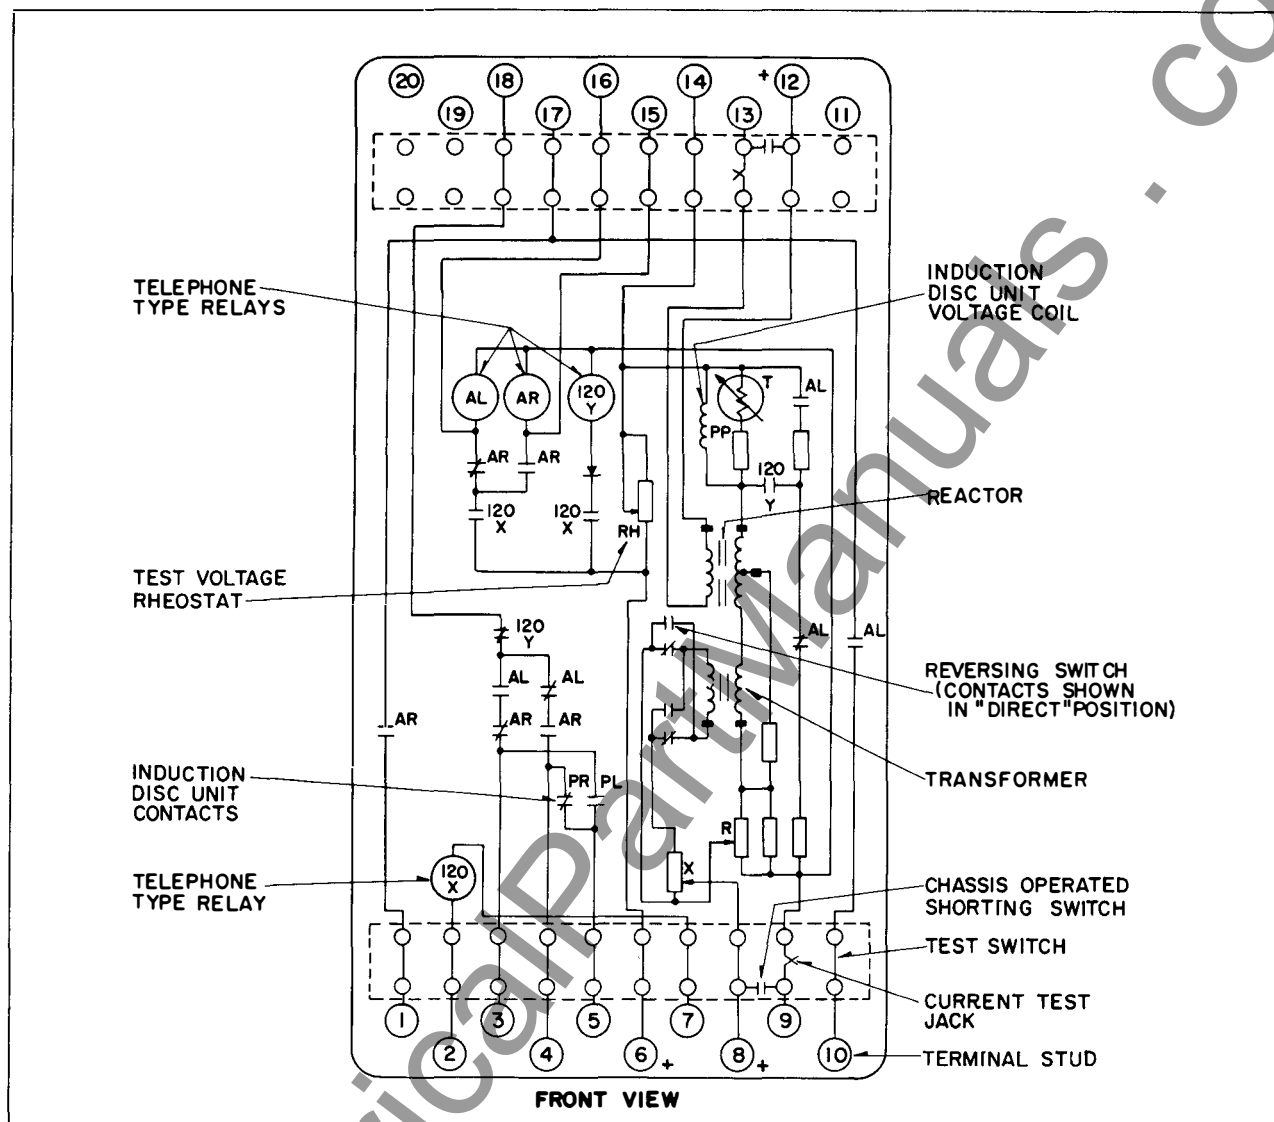 20 18 16 14 + 12
19 17 15 13 11
TELEPHONE
TYPE RELAYS
INDUCTION
DISC UNIT
VOLTAGE COIL
AL AR 120
Y
T AL
PP
AR AR
120
X
120
X
120
Y
RH
REACTOR
TEST VOLTAGE
RHEOSTAT
120
Y
AL AL
AR AR
AR
AL AL
REVERSING SWITCH
(CONTACTS SHOWN
IN "DIRECT" POSITION)
TRANSFORMER
INDUCTION
DISC UNIT
CONTACTS
PR PL
R
X
TELEPHONE
TYPE RELAY
120
X
CHASSIS OPERATED
SHORTING SWITCH
TEST SWITCH
CURRENT TEST
JACK
TERMINAL STUD
1 3 5 7 9
2 4 6 + 8 + 10
FRONT VIEW
ricalPartManuals . co